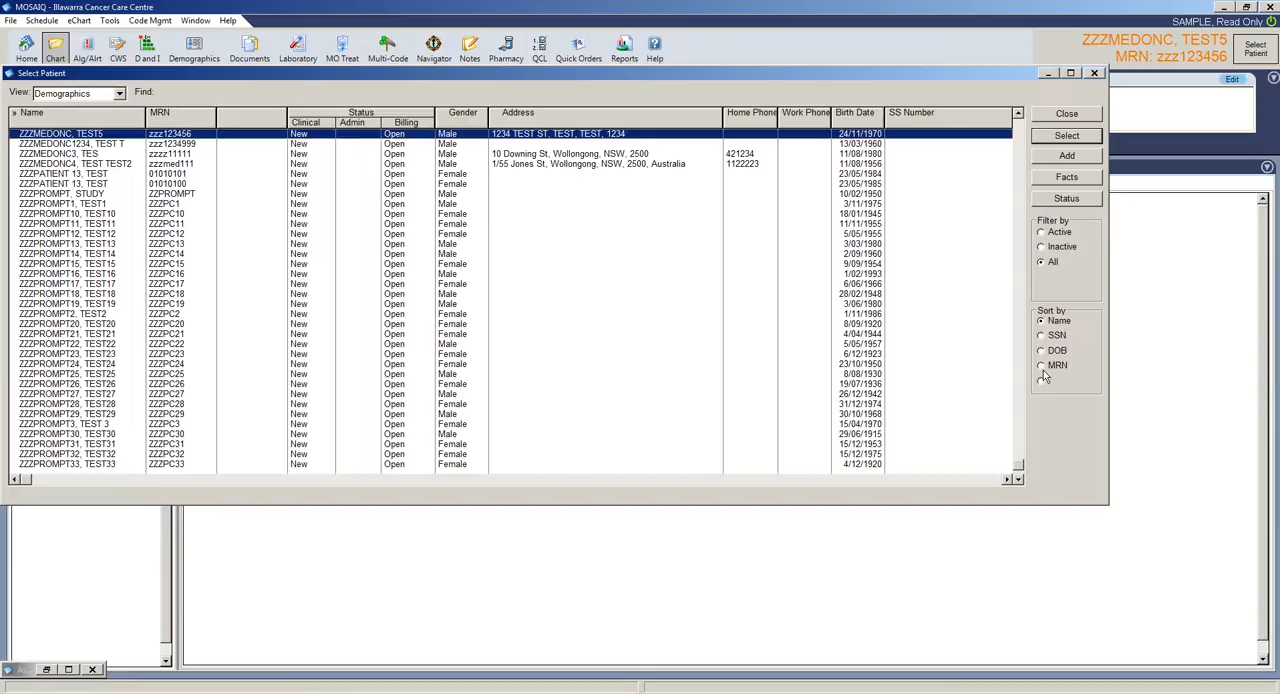 MOSAIQ - Illawarra Cancer Care Centre
File Schedule eChart Tools Code Mgmt Window Help
SAMPLE, Read Only
Home Chart Alg/Alrt CWS D and I Demographics Documents Laboratory MO Treat Multi-Code Navigator Notes Pharmacy QCL Quick Orders Reports Help
ZZZMEDONC, TEST5
MRN: zzz123456
Select Patient
Select Patient
Edit
View: Demographics Find:
» Name MRN Status Gender Address Home Phone Work Phone Birth Date SS Number
Clinical Admin Billing
ZZZMEDONC, TEST5 zzz123456 New Open Male 1234 TEST ST, TEST, TEST, 1234 24/11/1970
ZZZMEDONC1234, TEST T zzz1234999 New Open Male 13/03/1960
ZZZMEDONC3, TES zzzz11111 New Open Male 10 Downing St, Wollongong, NSW, 2500 421234 11/08/1980
ZZZMEDONC4, TEST TEST2 zzzmed111 New Open Male 1/55 Jones St, Wollongong, NSW, 2500, Australia 1122223 11/08/1956
ZZZPATIENT 13, TEST 01010101 New Open Female 23/05/1984
ZZZPATIENT 13, TEST 01010100 New Open Female 23/05/1985
ZZZPROMPT, STUDY ZZPROMPT New Open Male 10/02/1950
ZZZPROMPT1, TEST1 ZZZPC1 New Open Male 3/11/1975
ZZZPROMPT10, TEST10 ZZZPC10 New Open Female 18/01/1945
ZZZPROMPT11, TEST11 ZZZPC11 New Open Female 11/11/1955
ZZZPROMPT12, TEST12 ZZZPC12 New Open Female 5/05/1955
ZZZPROMPT13, TEST13 ZZZPC13 New Open Male 3/03/1980
ZZZPROMPT14, TEST14 ZZZPC14 New Open Male 2/09/1960
ZZZPROMPT15, TEST15 ZZZPC15 New Open Female 9/09/1954
ZZZPROMPT16, TEST16 ZZZPC16 New Open Male 1/02/1993
ZZZPROMPT17, TEST17 ZZZPC17 New Open Female 6/06/1966
ZZZPROMPT18, TEST18 ZZZPC18 New Open Male 28/02/1948
ZZZPROMPT19, TEST19 ZZZPC19 New Open Male 3/06/1980
ZZZPROMPT2, TEST2 ZZZPC2 New Open Female 1/11/1986
ZZZPROMPT20, TEST20 ZZZPC20 New Open Female 8/09/1920
ZZZPROMPT21, TEST21 ZZZPC21 New Open Female 4/04/1944
ZZZPROMPT22, TEST22 ZZZPC22 New Open Male 5/05/1957
ZZZPROMPT23, TEST23 ZZZPC23 New Open Female 6/12/1923
ZZZPROMPT24, TEST24 ZZZPC24 New Open Female 23/10/1950
ZZZPROMPT25, TEST25 ZZZPC25 New Open Male 8/08/1930
ZZZPROMPT26, TEST26 ZZZPC26 New Open Female 19/07/1936
ZZZPROMPT27, TEST27 ZZZPC27 New Open Male 26/12/1942
ZZZPROMPT28, TEST28 ZZZPC28 New Open Female 31/12/1974
ZZZPROMPT29, TEST29 ZZZPC29 New Open Male 30/10/1968
ZZZPROMPT3, TEST 3 ZZZPC3 New Open Female 15/04/1970
ZZZPROMPT30, TEST30 ZZZPC30 New Open Male 29/06/1915
ZZZPROMPT31, TEST31 ZZZPC31 New Open Female 15/12/1953
ZZZPROMPT32, TEST32 ZZZPC32 New Open Female 15/12/1975
ZZZPROMPT33, TEST33 ZZZPC33 New Open Female 4/12/1920
Close
Select
Add
Facts
Status
Filter by
Active
Inactive
All
Sort by
Name
SSN
DOB
MRN